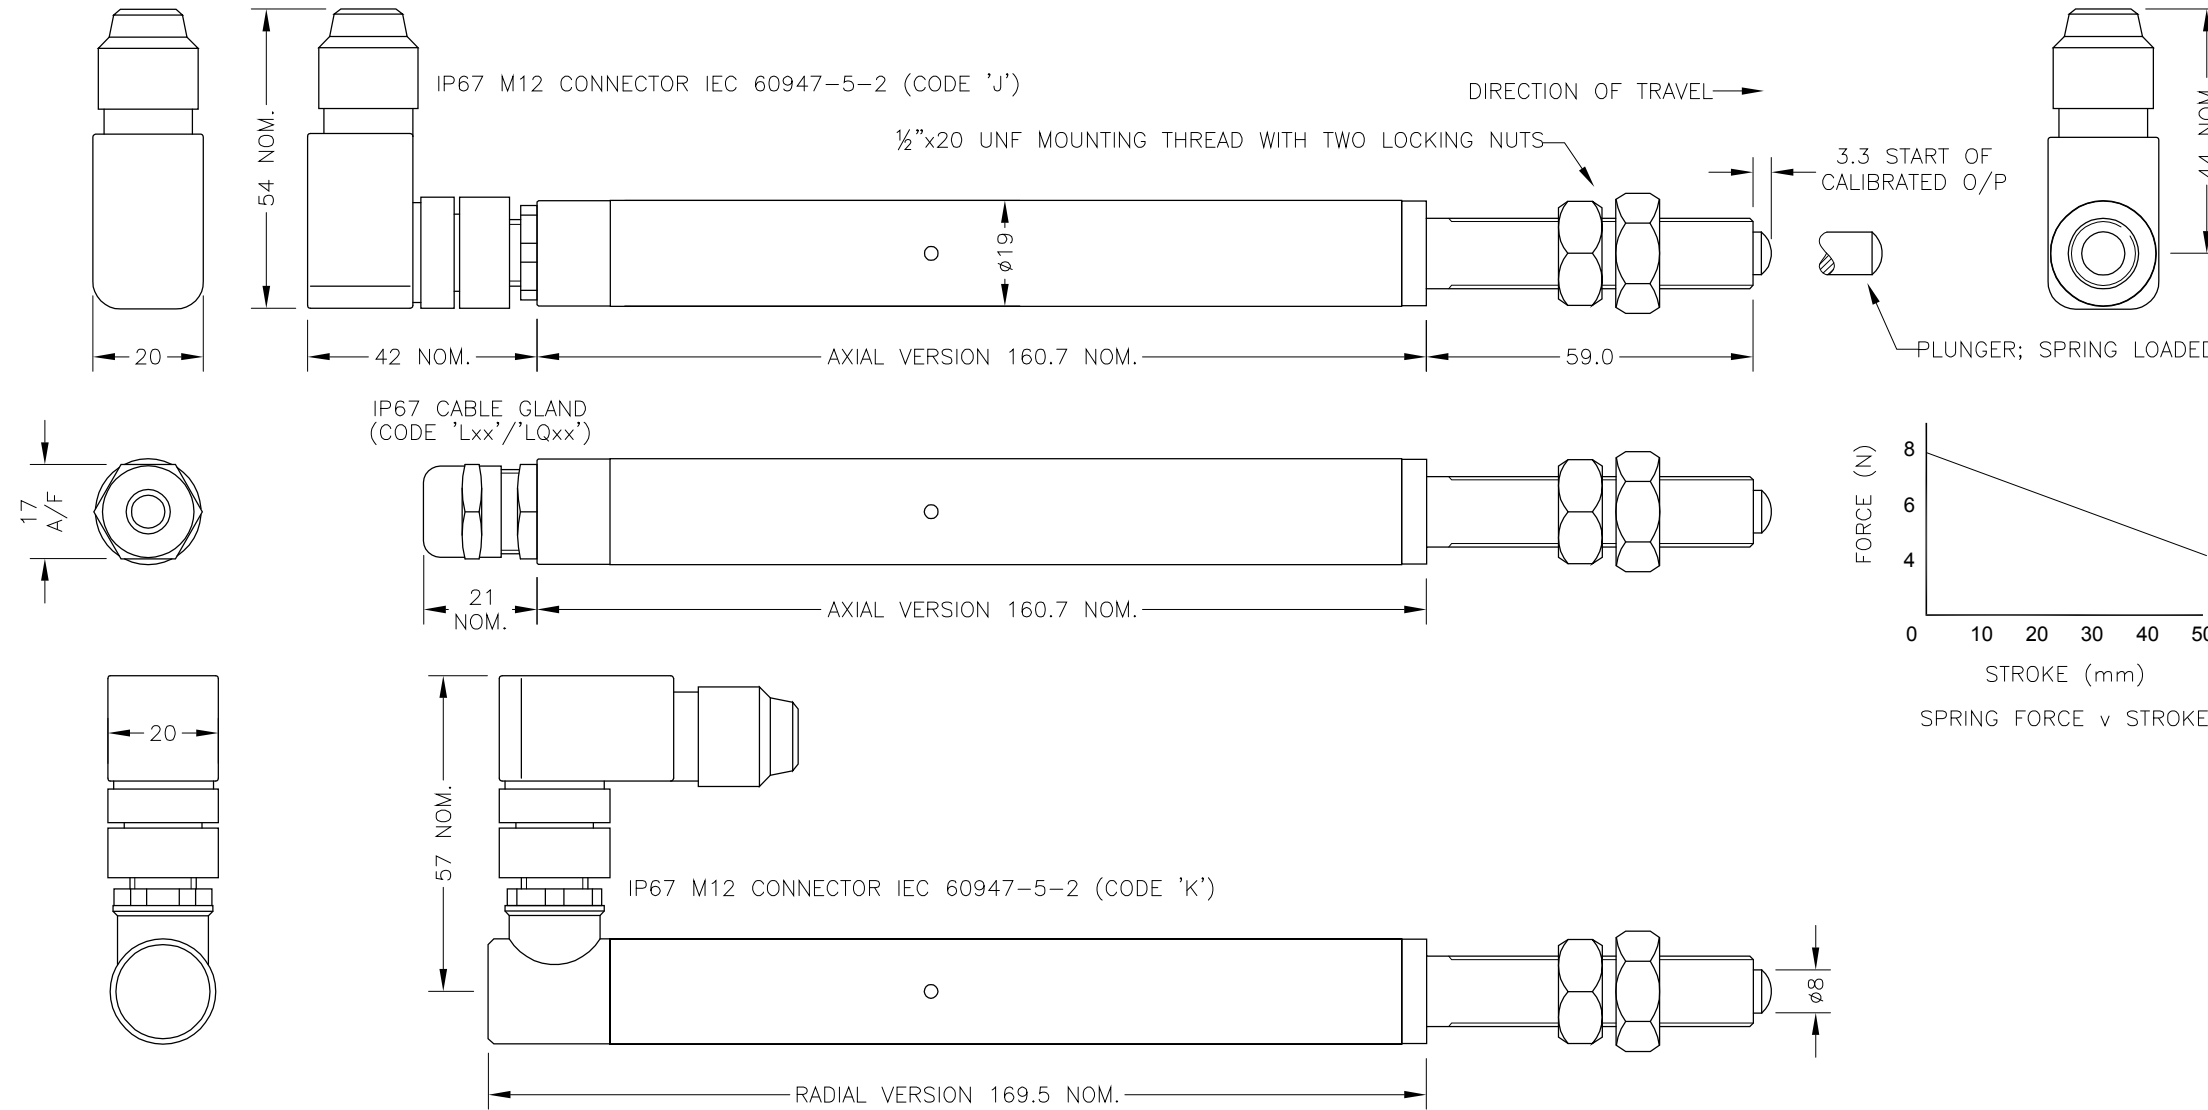 IP67 M12 CONNECTOR IEC 60947-5-2 (CODE 'J')
DIRECTION OF TRAVEL
½"x20 UNF MOUNTING THREAD WITH TWO LOCKING NUTS
3.3 START OF
CALIBRATED O/P
54 NOM.
44 NOM.
ø19
20
42 NOM.
AXIAL VERSION 160.7 NOM.
59.0
PLUNGER; SPRING LOADED
IP67 CABLE GLAND
(CODE 'Lxx'/'LQxx')
17
A/F
21
NOM.
AXIAL VERSION 160.7 NOM.
FORCE (N)
8
6
4
0 10 20 30 40 50
STROKE (mm)
SPRING FORCE v STROKE
20
57 NOM.
IP67 M12 CONNECTOR IEC 60947-5-2 (CODE 'K')
ø8
RADIAL VERSION 169.5 NOM.